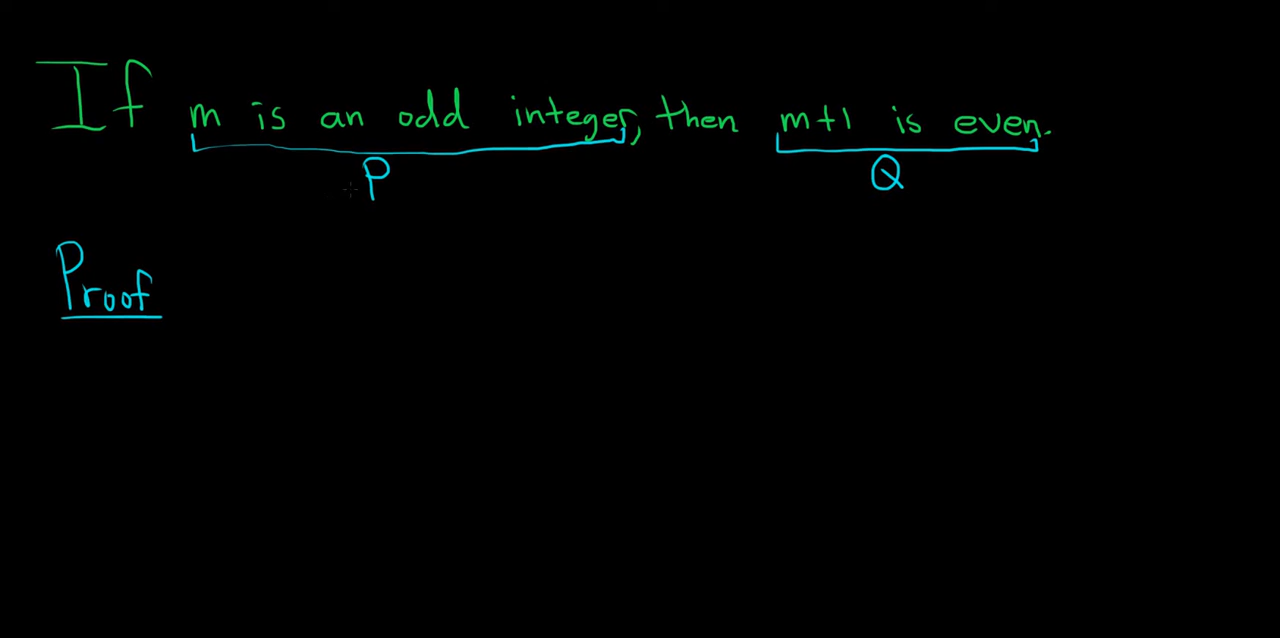 If m is an odd integer, then m+1 is even.
P Q
Proof